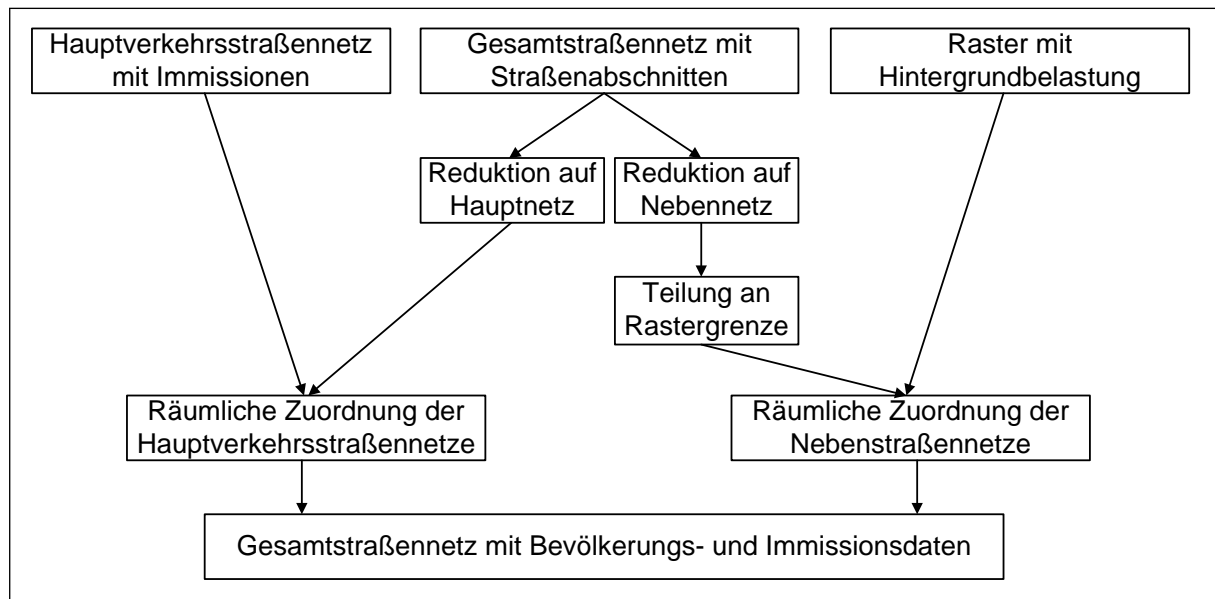 Hauptverkehrsstraßennetz
mit Immissionen
Gesamtstraßennetz mit
Straßenabschnitten
Raster mit
Hintergrundbelastung
Reduktion auf
Hauptnetz
Reduktion auf
Nebennetz
Teilung an
Rastergrenze
Räumliche Zuordnung der
Hauptverkehrsstraßennetze
Räumliche Zuordnung der
Nebenstraßennetze
Gesamtstraßennetz mit Bevölkerungs- und Immissionsdaten